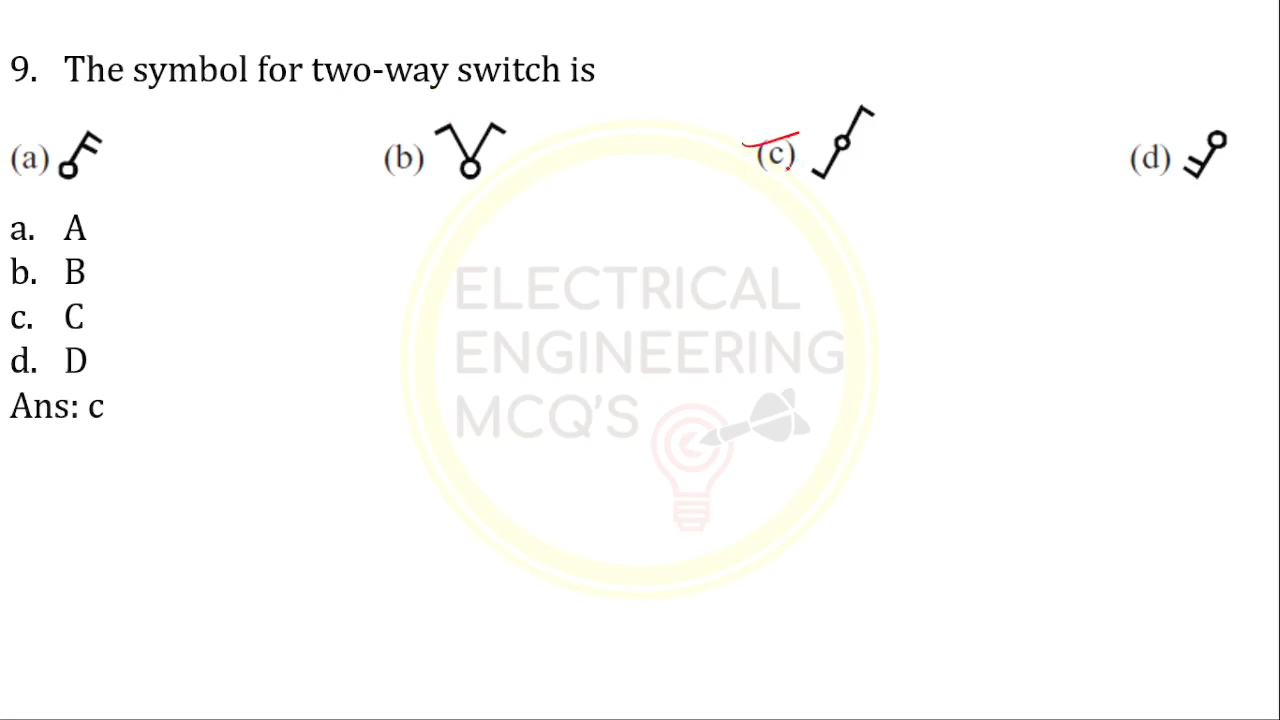 9. The symbol for two-way switch is
(a) (b) (c) (d)
a. A
b. B
c. C
d. D
Ans: c
ELECTRICAL
ENGINEERING
MCQ'S